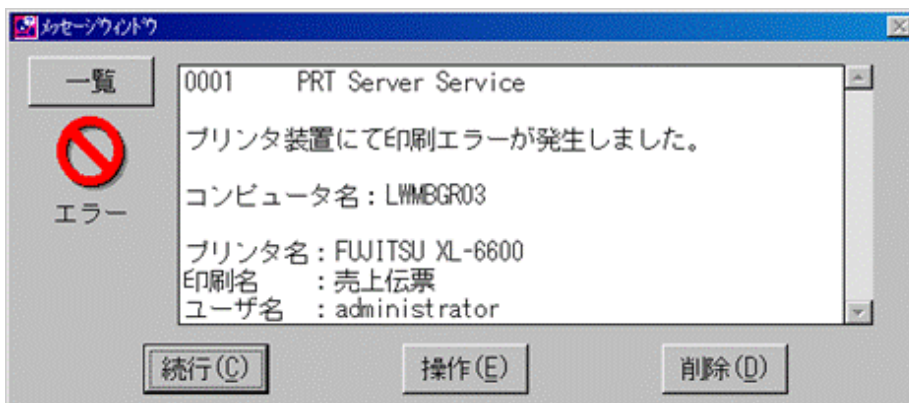 メッセージウィンドウ
一覧
エラー
0001 PRT Server Service
プリンタ装置にて印刷エラーが発生しました。
コンピュータ名：LWMBGR03
プリンタ名：FUJITSU XL-6600
印刷名 ：売上伝票
ユーザ名 ：administrator
続行(C)
操作(E)
削除(D)